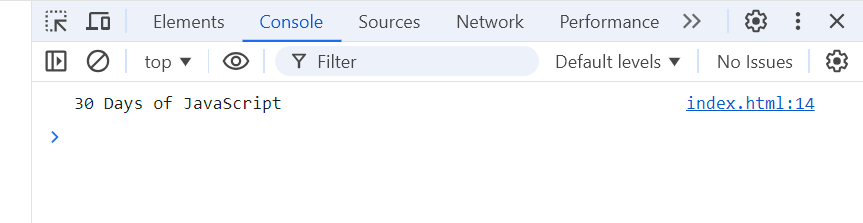 Elements Console Sources Network Performance
top Filter Default levels No Issues
30 Days of JavaScript index.html:14